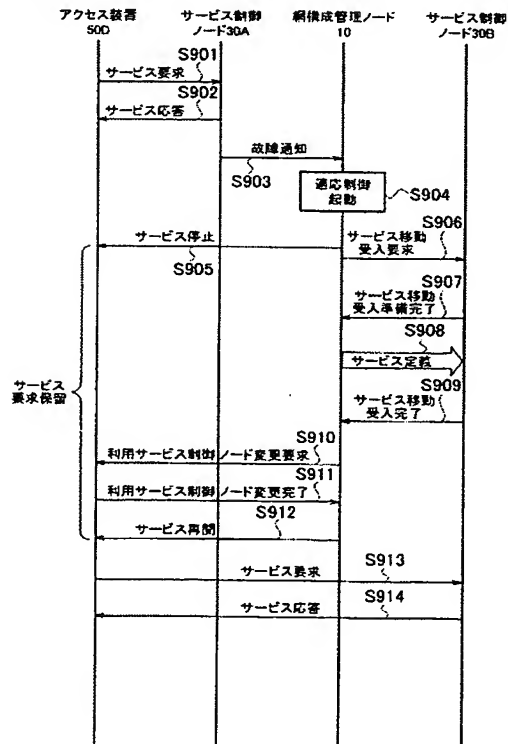 アクセス装置
50D
サービス制御
ノード30A
網構成管理ノード
10
サービス制御
ノード30B
S901
サービス要求
S902
サービス応答
故障通知
S903
適応制御
起動
S904
サービス停止
S905
S906
サービス移動
受入要求
S907
サービス移動
受入準備完了
S908
サービス定義
S909
サービス移動
受入完了
サービス
要求保留
S910
利用サービス制御ノード変更要求
S911
利用サービス制御ノード変更完了
S912
サービス再開
サービス要求
S913
サービス応答
S914